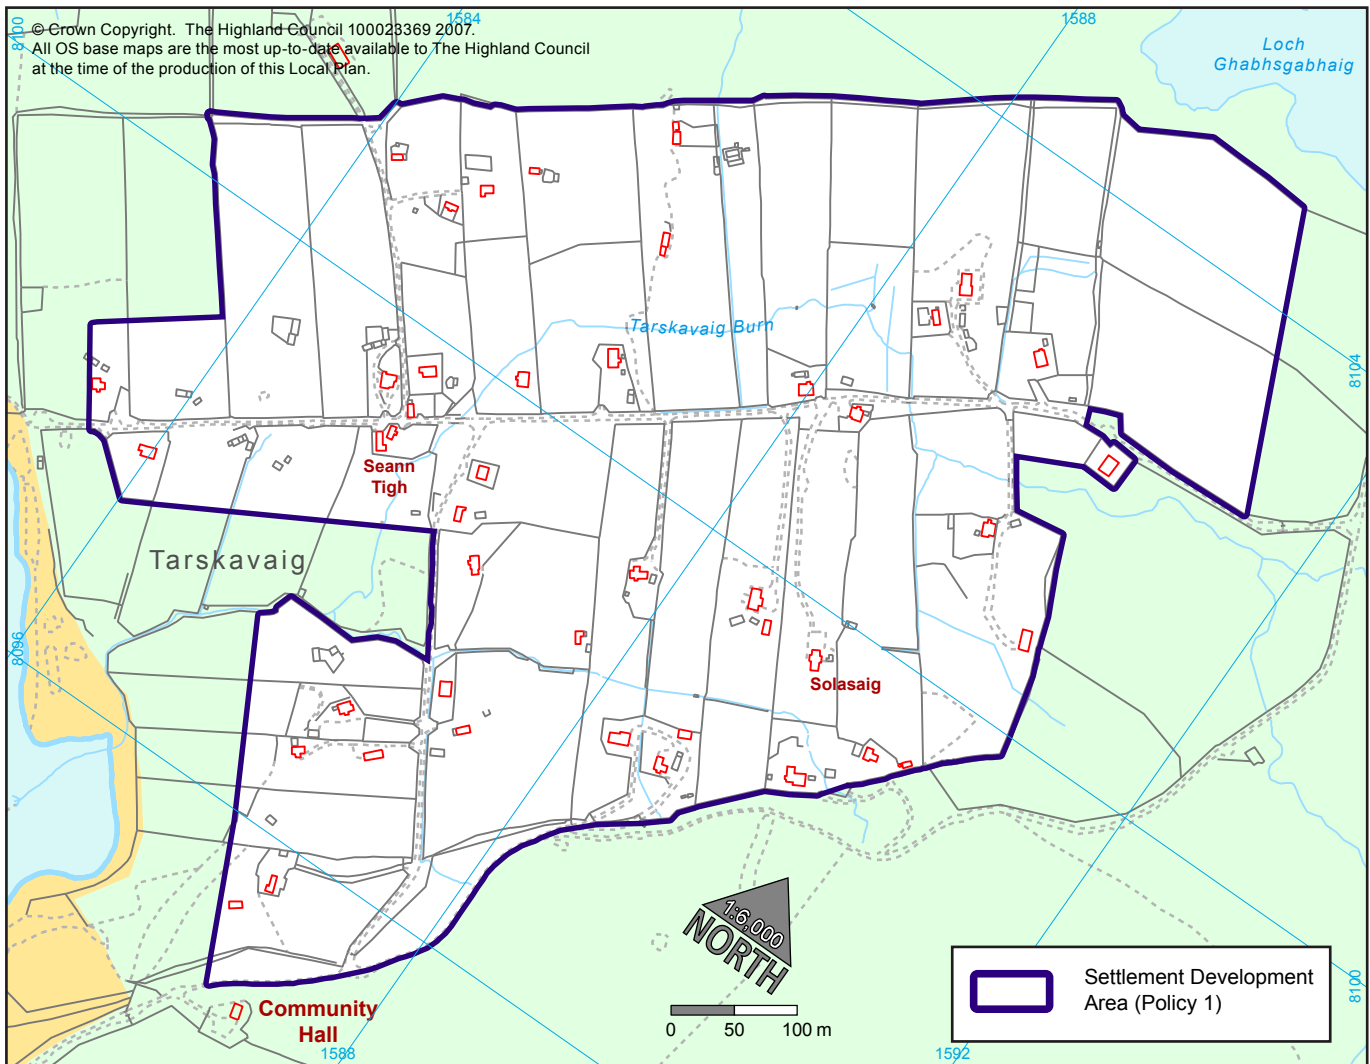 8100
1584
1588
© Crown Copyright.  The Highland Council 100023369 2007.
All OS base maps are the most up-to-date available to The Highland Council
at the time of the production of this Local Plan.
Loch
Ghabhsgabhaig
Tarskavaig Burn
8104
Seann
Tigh
Tarskavaig
8096
Solasaig
1:6,000
NORTH
0 50 100 m
Settlement Development
Area (Policy 1)
8100
Community
Hall
1588
1592